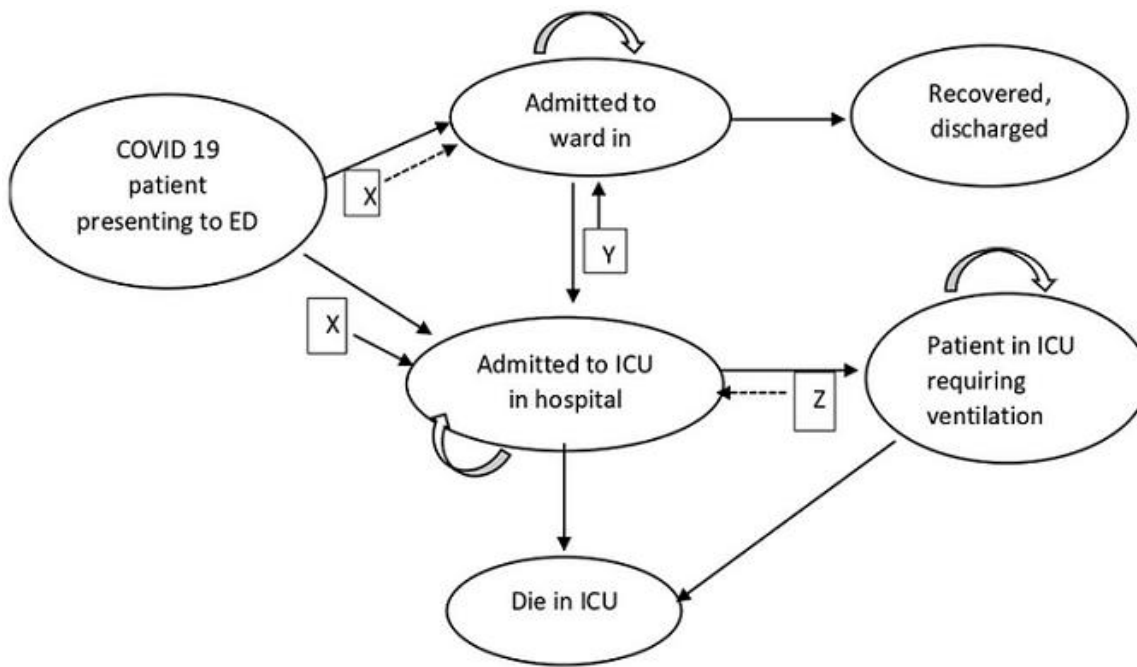 COVID 19
patient
presenting to ED
Admitted to
ward in
Recovered,
discharged
X
Y
X
Admitted to ICU
in hospital
Z
Patient in ICU
requiring
ventilation
Die in ICU